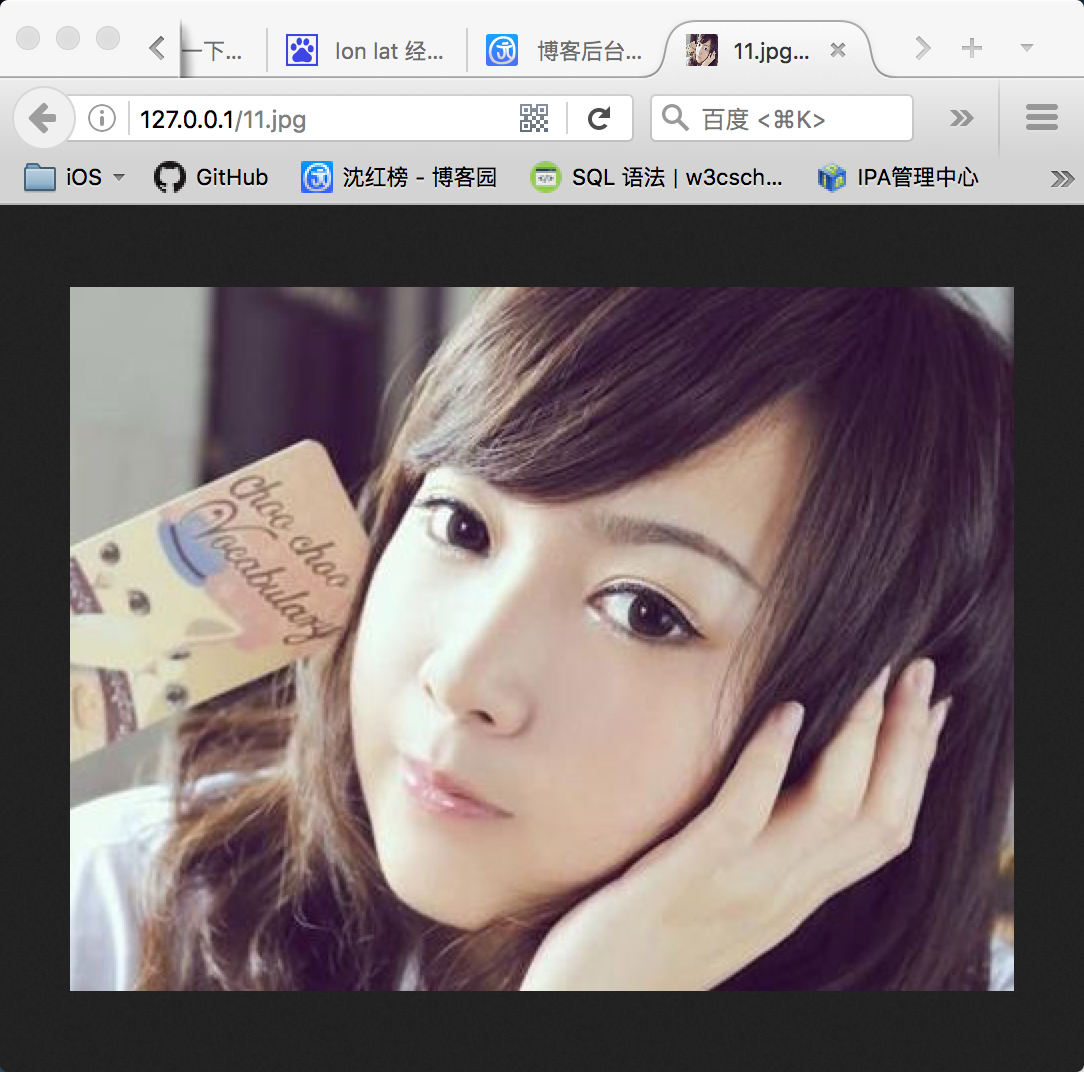 一下...
lon lat 经...
博客后台...
11.jpg...
127.0.0.1/11.jpg
百度 <⌘K>
iOS
GitHub
沈红榜 - 博客园
SQL 语法 | w3csch...
IPA管理中心
choo choo
Vocabulary